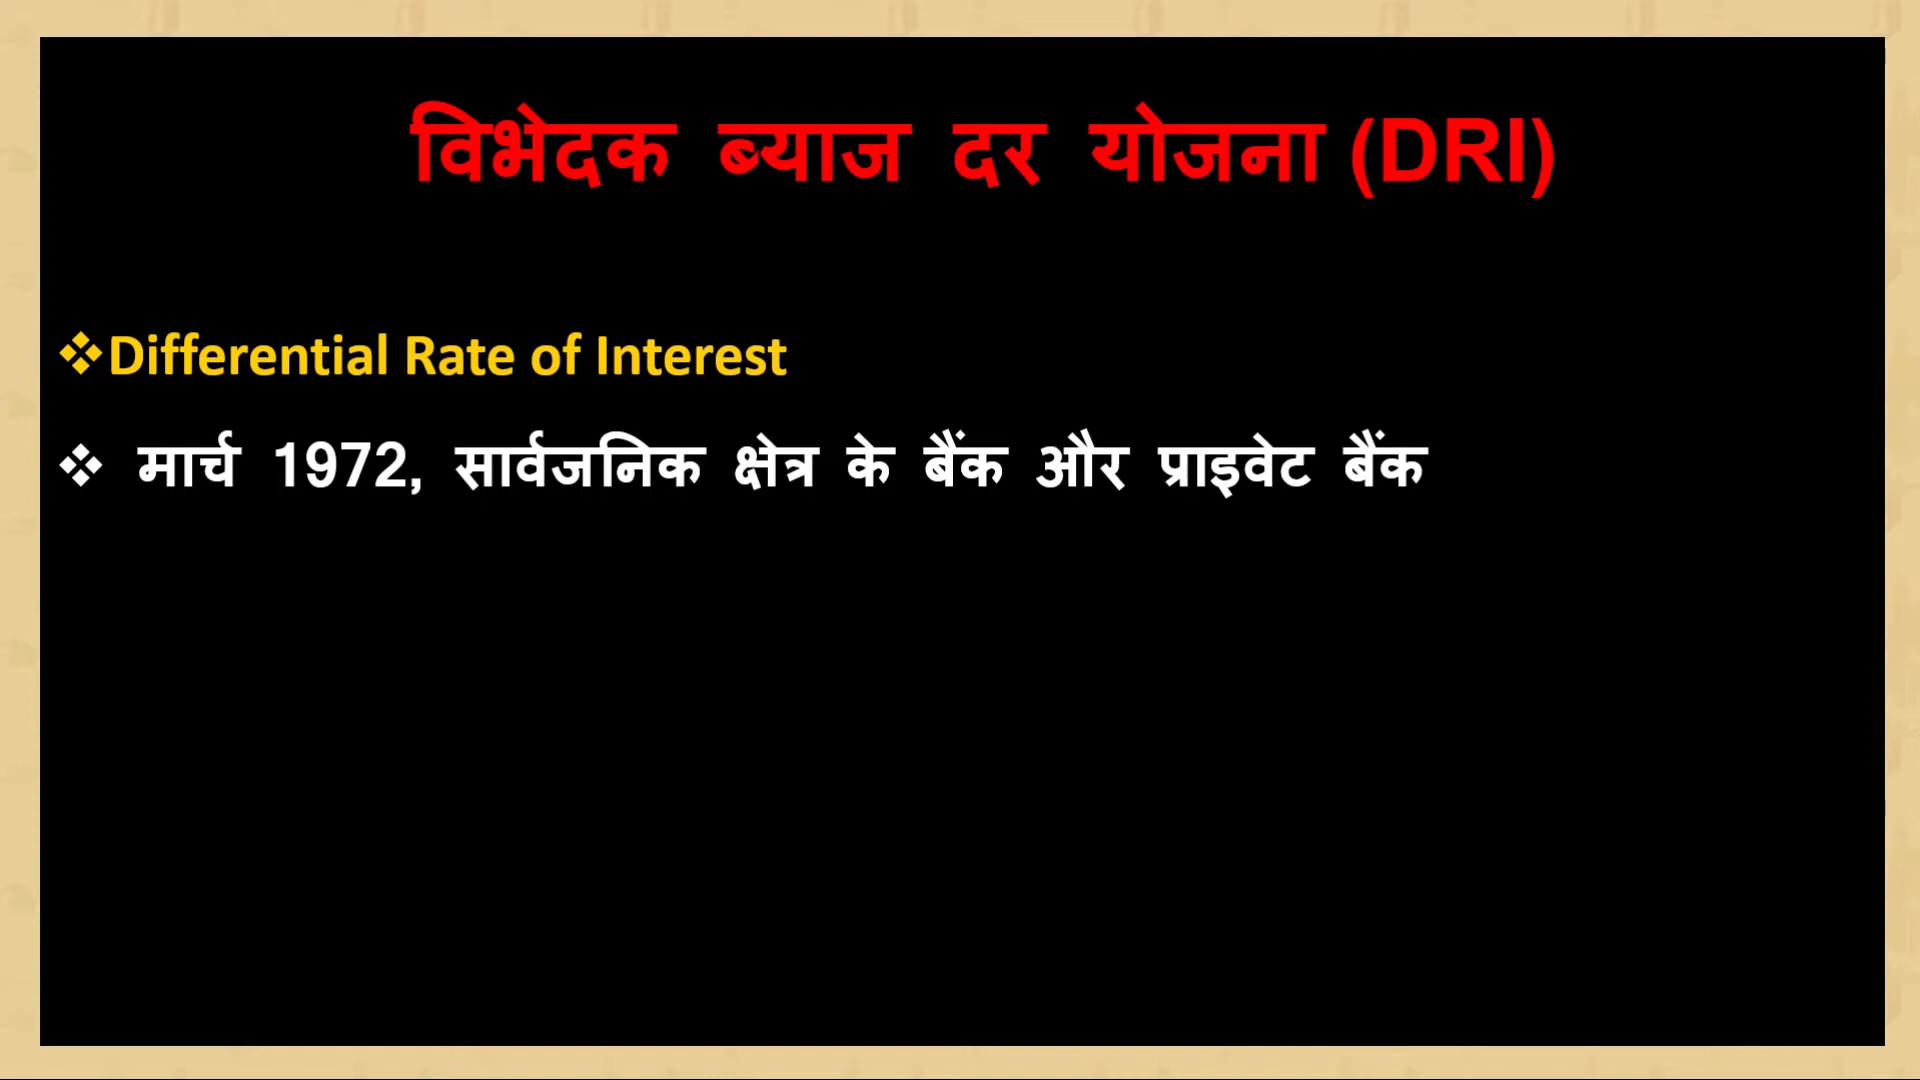 विभेदक ब्याज दर योजना (DRI)
❖Differential Rate of Interest
❖ मार्च 1972, सार्वजनिक क्षेत्र के बैंक और प्राइवेट बैंक